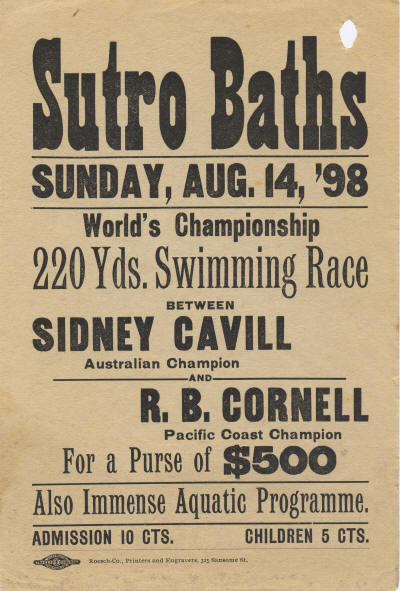 Sutro Baths
SUNDAY, AUG. 14, '98
World's Championship
220 Yds. Swimming Race
BETWEEN
SIDNEY CAVILL
Australian Champion
AND
R. B. CORNELL
Pacific Coast Champion
For a Purse of $500
Also Immense Aquatic Programme.
ADMISSION 10 CTS. CHILDREN 5 CTS.
Roesch-Co., Printers and Engravers, 325 Sansome St.